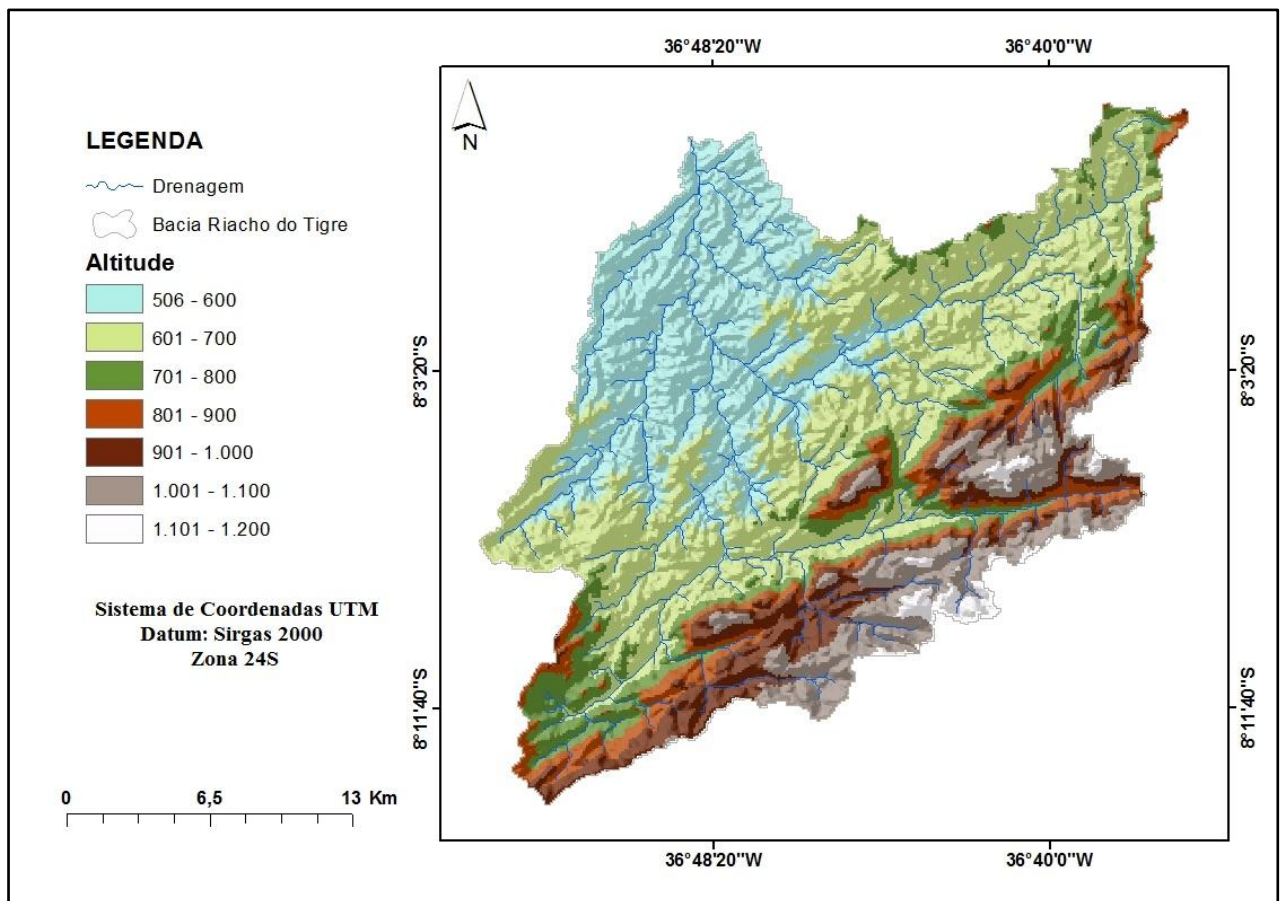 36°48'20"W
36°40'0"W
N
LEGENDA
Drenagem
Bacia Riacho do Tigre
Altitude
506 - 600
601 - 700
701 - 800
801 - 900
901 - 1.000
1.001 - 1.100
1.101 - 1.200
Sistema de Coordenadas UTM
Datum: Sirgas 2000
Zona 24S
0 6,5 13 Km
8°3'20"S
8°3'20"S
8°11'40"S
8°11'40"S
36°48'20"W
36°40'0"W